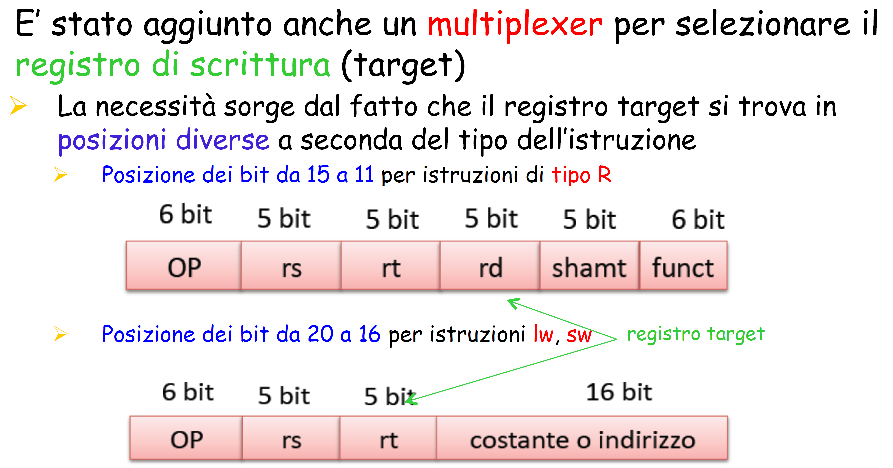 E' stato aggiunto anche un multiplexer per selezionare il
registro di scrittura (target)
La necessità sorge dal fatto che il registro target si trova in
posizioni diverse a seconda del tipo dell'istruzione
Posizione dei bit da 15 a 11 per istruzioni di tipo R
6 bit 5 bit 5 bit 5 bit 5 bit 6 bit
OP rs rt rd shamt funct
Posizione dei bit da 20 a 16 per istruzioni lw, sw registro target
6 bit 5 bit 5 bit 16 bit
OP rs rt costante o indirizzo